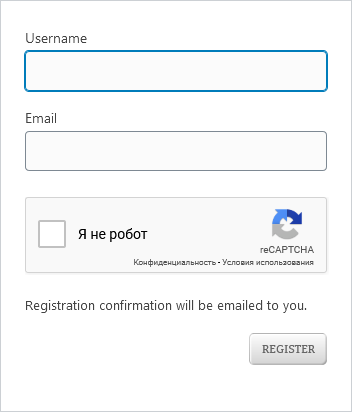 Username
Email
Я не робот
reCAPTCHA
Конфиденциальность - Условия использования
Registration confirmation will be emailed to you.
REGISTER